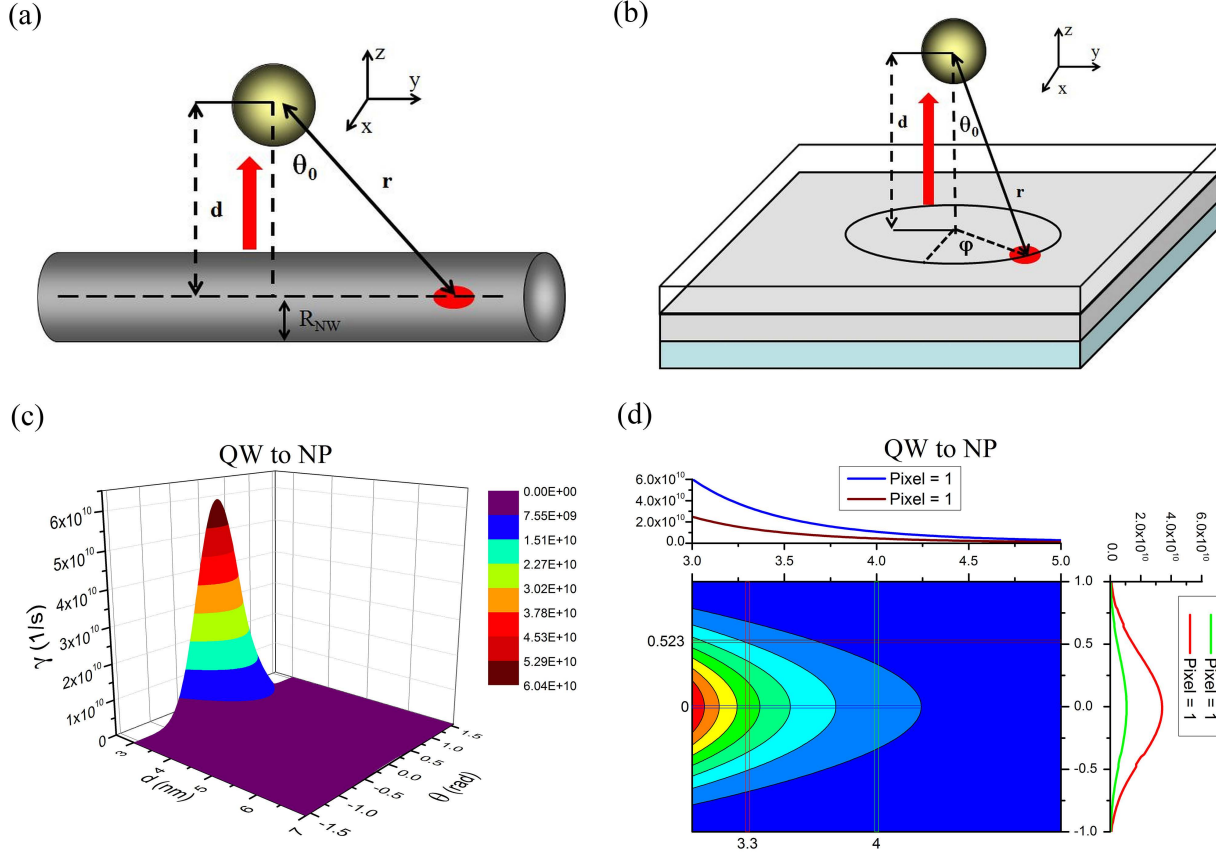 (a)
z
y
x
θ0
d
r
RNW
(b)
z
y
x
d
θ0
r
φ
(c)
QW to NP
γ (1/s)
6x10^10
5x10^10
4x10^10
3x10^10
2x10^10
1x10^10
0
3
4
5
6
7
d (nm)
1.5
1.0
0.5
0.0
-0.5
-1.0
-1.5
θ (rad)
0.00E+00
7.55E+09
1.51E+10
2.27E+10
3.02E+10
3.78E+10
4.53E+10
5.29E+10
6.04E+10
(d)
QW to NP
Pixel = 1
Pixel = 1
6.0x10^10
4.0x10^10
2.0x10^10
3.0
3.5
4.0
4.5
5.0
0.523
0
3.3
4
0.0
2.0x10^10
4.0x10^10
6.0x10^10
1.0
0.5
0.0
-0.5
-1.0
Pixel = 1
Pixel = 1